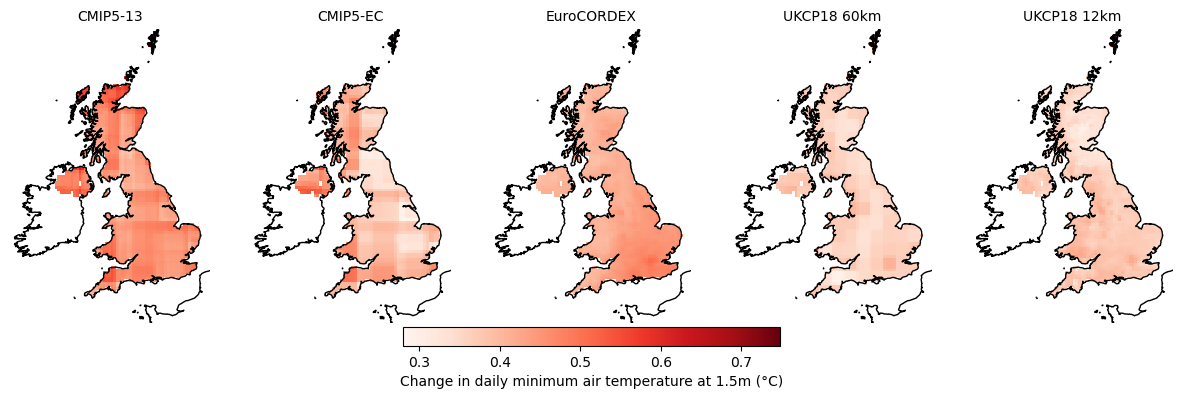 CMIP5-13 CMIP5-EC EuroCORDEX UKCP18 60km UKCP18 12km
0.3 0.4 0.5 0.6 0.7
Change in daily minimum air temperature at 1.5m (°C)